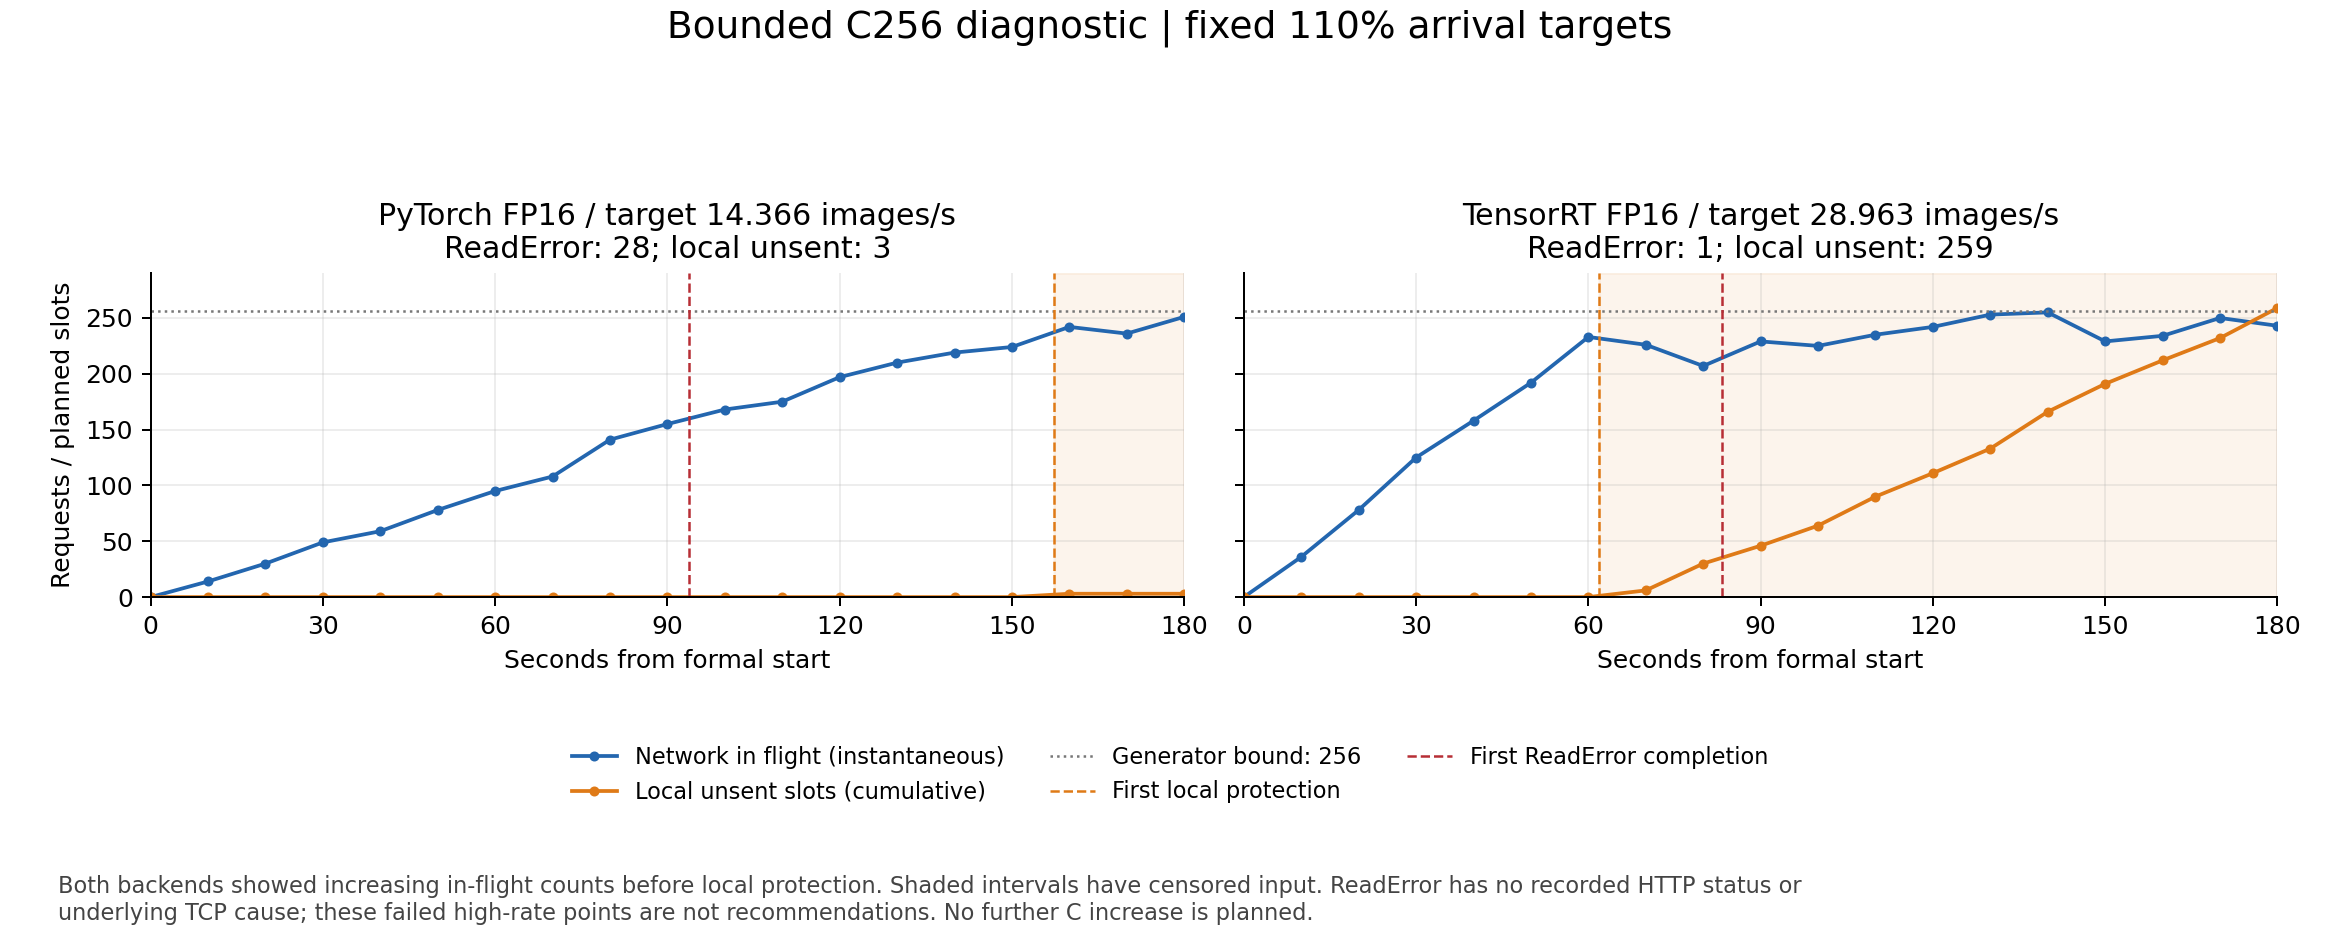 Bounded C256 diagnostic | fixed 110% arrival targets
PyTorch FP16 / target 14.366 images/s
ReadError: 28; local unsent: 3
TensorRT FP16 / target 28.963 images/s
ReadError: 1; local unsent: 259
Requests / planned slots
250
200
150
100
50
0
0 30 60 90 120 150 180
0 30 60 90 120 150 180
Seconds from formal start
Seconds from formal start
Network in flight (instantaneous)
Local unsent slots (cumulative)
Generator bound: 256
First local protection
First ReadError completion
Both backends showed increasing in-flight counts before local protection. Shaded intervals have censored input. ReadError has no recorded HTTP status or
underlying TCP cause; these failed high-rate points are not recommendations. No further C increase is planned.